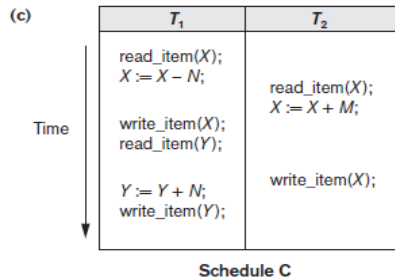 (c)
T₁ T₂
read_item(X);
X := X – N;
read_item(X);
X := X + M;
Time
write_item(X);
read_item(Y);
write_item(X);
Y := Y + N;
write_item(Y);
Schedule C